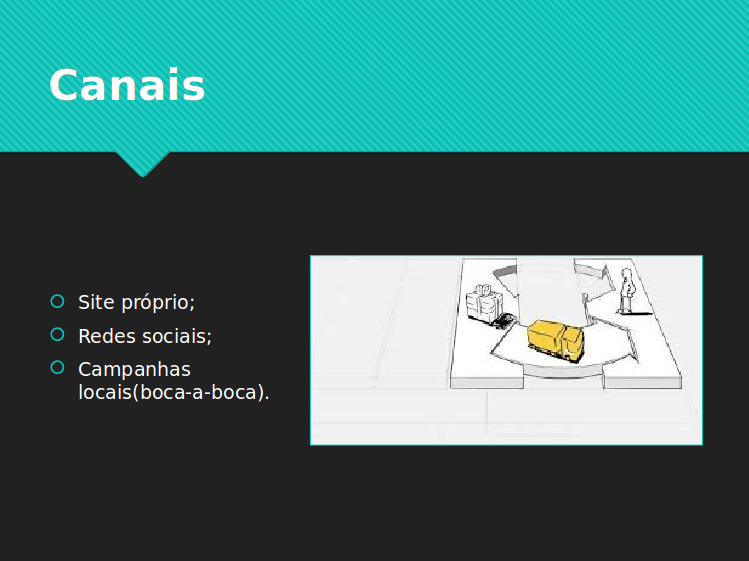 Canais
Site próprio;
Redes sociais;
Campanhas
locais(boca-a-boca).